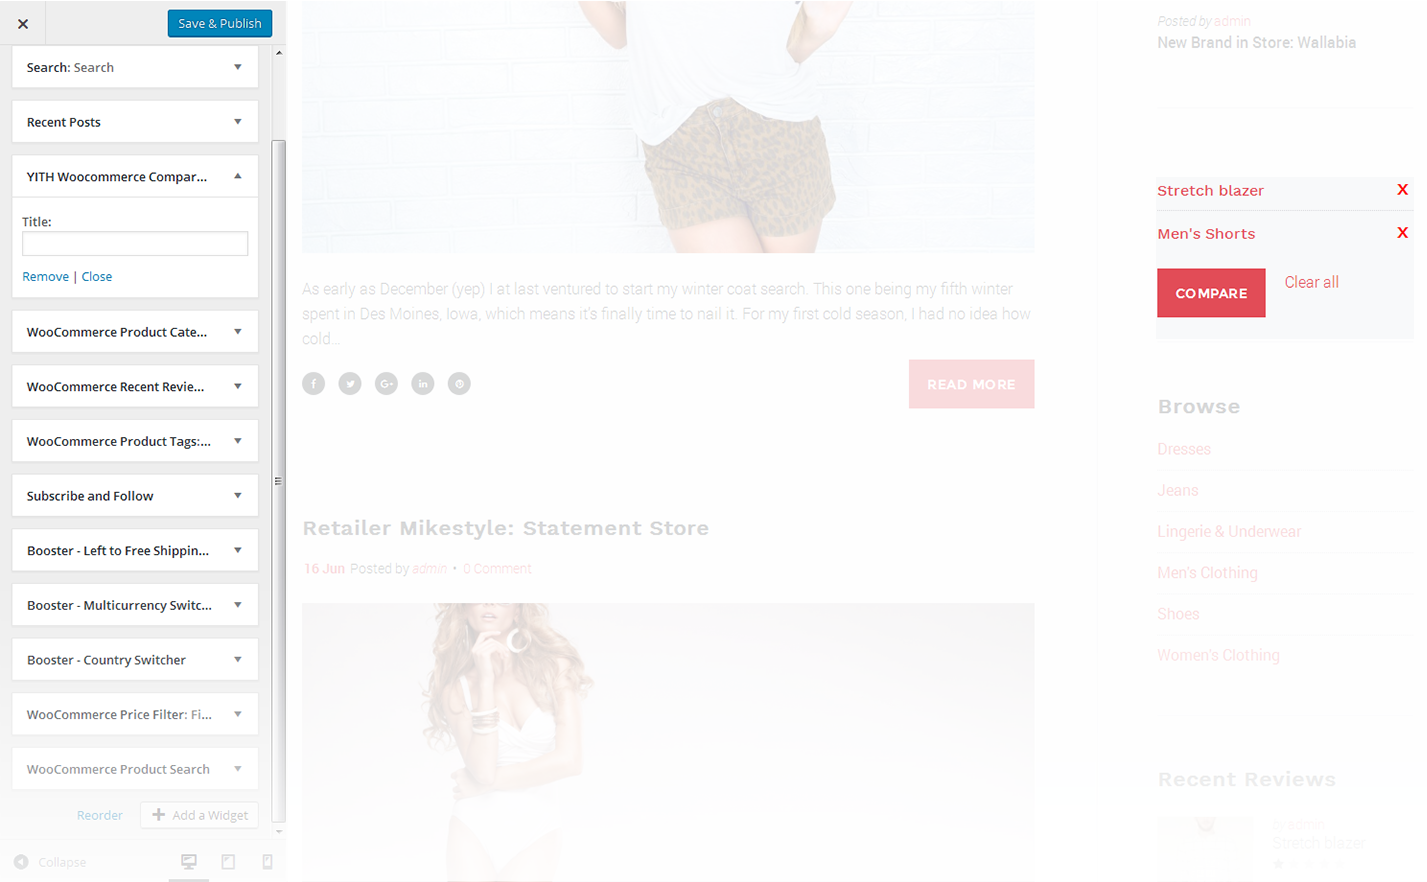 Save & Publish
Search: Search
Recent Posts
YITH Woocommerce Compar...
Title:
Remove | Close
WooCommerce Product Cate...
WooCommerce Recent Revie...
WooCommerce Product Tags:...
Subscribe and Follow
Booster - Left to Free Shippin...
Booster - Multicurrency Switc...
Booster - Country Switcher
WooCommerce Price Filter: Fi...
WooCommerce Product Search
Reorder
Add a Widget
Collapse
As early as December (yep) I at last ventured to start my winter coat search. This one being my fifth winter
spent in Des Moines, Iowa, which means it's finally time to nail it. For my first cold season, I had no idea how
cold...
READ MORE
Retailer Mikestyle: Statement Store
16 Jun Posted by admin • 0 Comment
Posted by admin
New Brand in Store: Wallabia
Stretch blazer X
Men's Shorts X
COMPARE
Clear all
Browse
Dresses
Jeans
Lingerie & Underwear
Men's Clothing
Shoes
Women's Clothing
Recent Reviews
admin
Stretch blazer